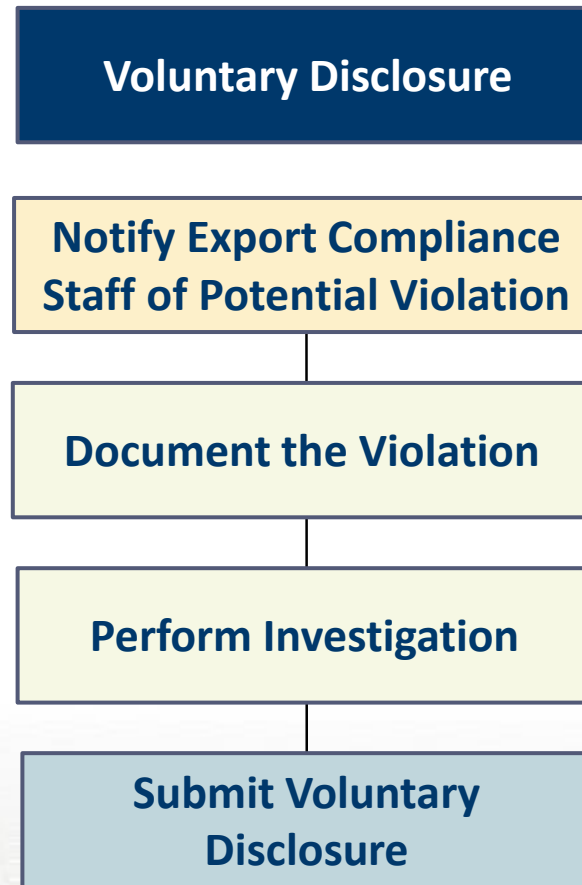 Voluntary Disclosure
Notify Export Compliance
Staff of Potential Violation
Document the Violation
Perform Investigation
Submit Voluntary
Disclosure